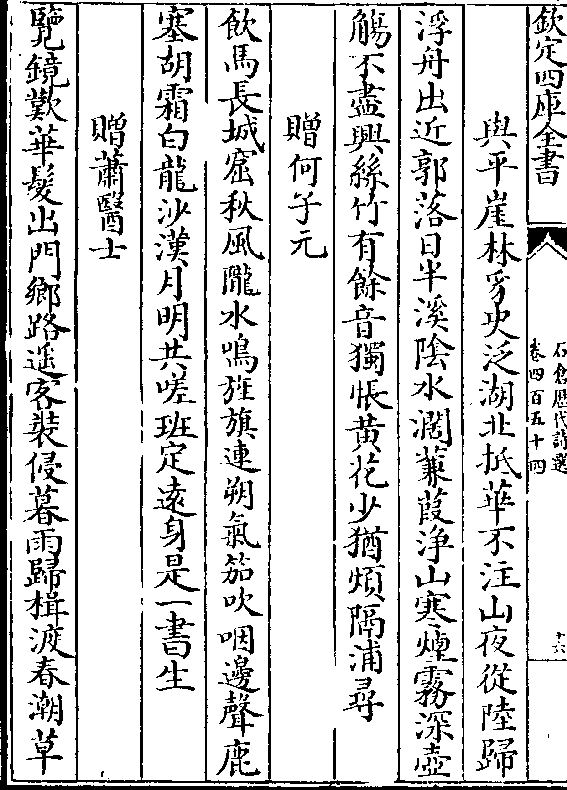 欽定四庫全書
石倉歷代詩選
卷四百五十四
十六
與平崖林豸史泛湖北抵華不注山夜從陸歸
浮舟出近郭落日半溪陰水濶蒹葭浄山寒煙霧深壺
觴不盡興絲竹有餘音獨悵黄花少猶煩隔浦尋
贈何子元
飲馬長城窟秋風隴水鳴旌旗連朔氣笳吹咽邊聲鹿
塞胡霜白龍沙漢月明共嗟班定遠身是一書生
贈蕭醫士
覽鏡歎華髮出門鄉路遥客裝侵暮雨歸楫渡春潮草